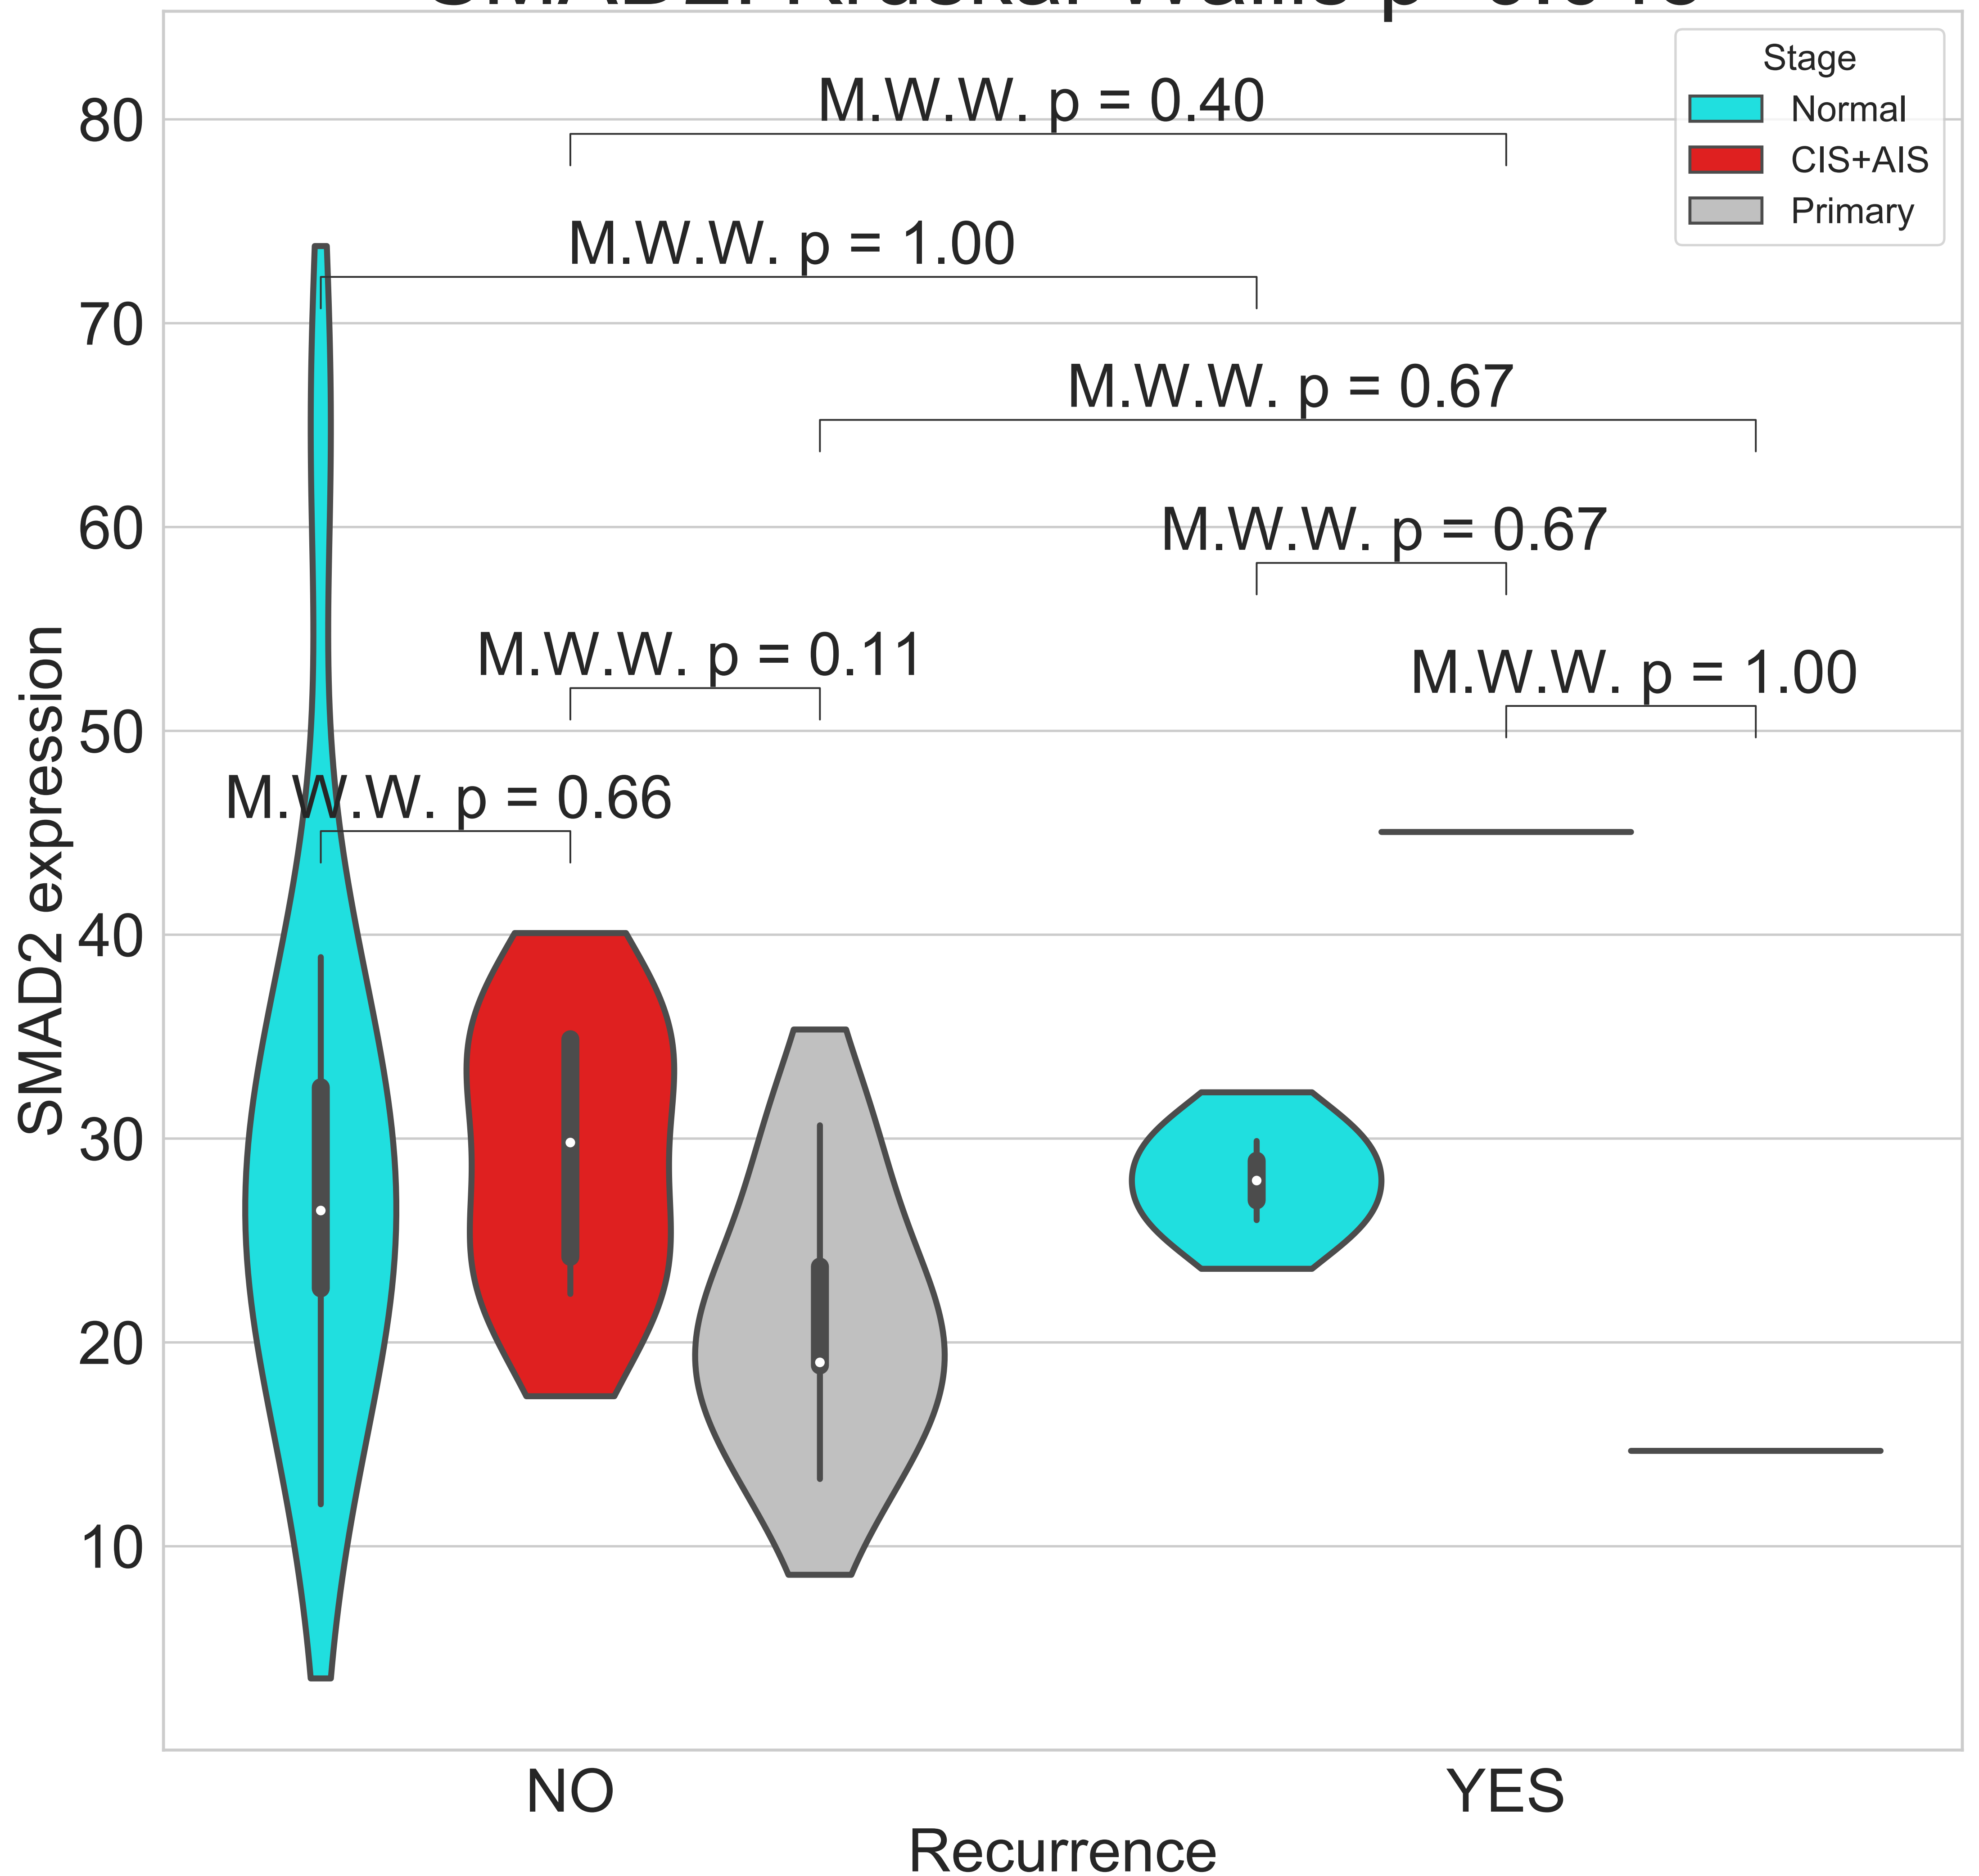 Stage
Normal
CIS+AIS
Primary
M.W.W. p = 0.40
M.W.W. p = 1.00
M.W.W. p = 0.67
M.W.W. p = 0.67
M.W.W. p = 0.11
M.W.W. p = 1.00
M.W.W. p = 0.66
80
70
60
50
40
30
20
10
SMAD2 expression
NO
YES
Recurrence